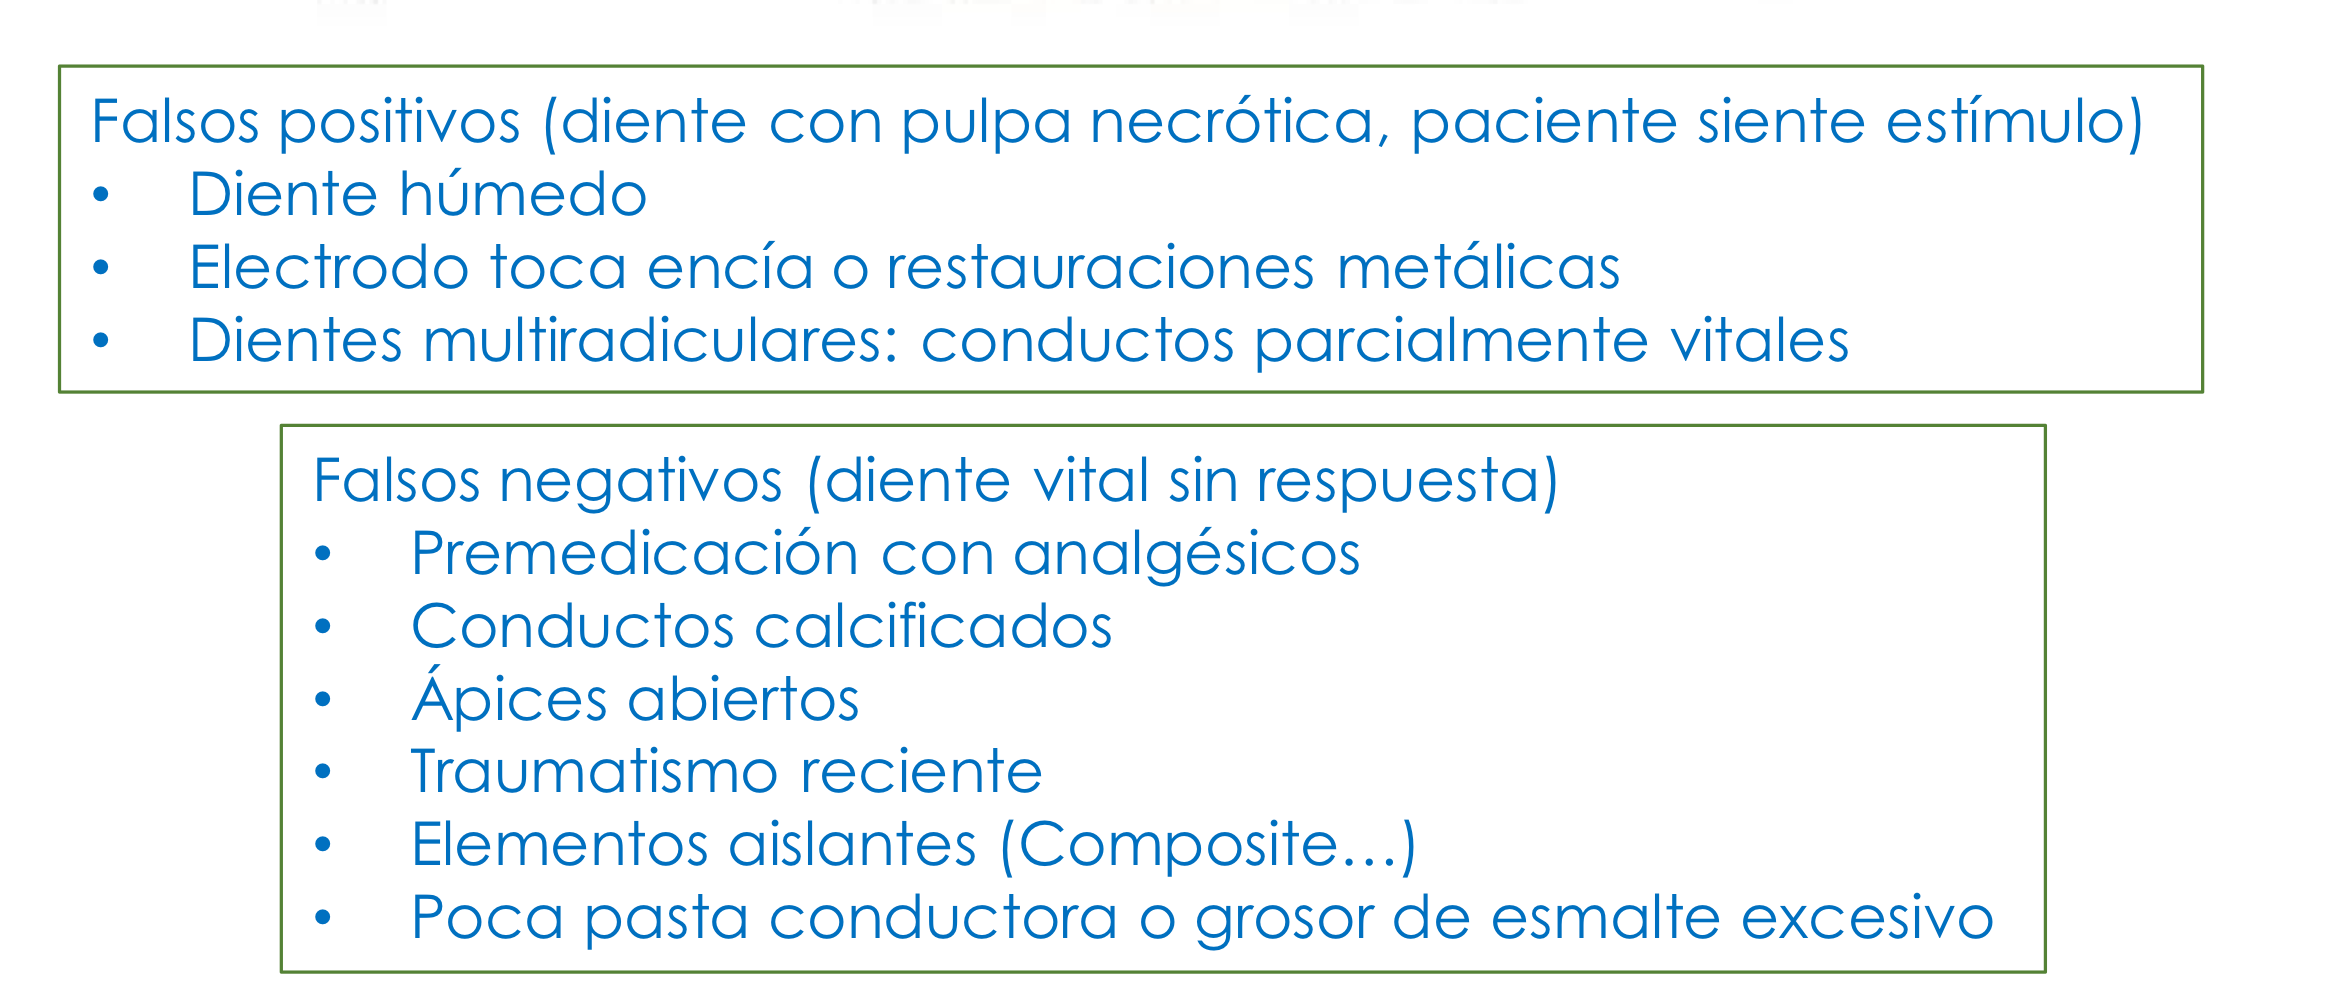 Falsos positivos (diente con pulpa necrótica, paciente siente estímulo)
• Diente húmedo
• Electrodo toca encía o restauraciones metálicas
• Dientes multiradiculares: conductos parcialmente vitales
Falsos negativos (diente vital sin respuesta)
• Premedicación con analgésicos
• Conductos calcificados
• Ápices abiertos
• Traumatismo reciente
• Elementos aislantes (Composite…)
• Poca pasta conductora o grosor de esmalte excesivo